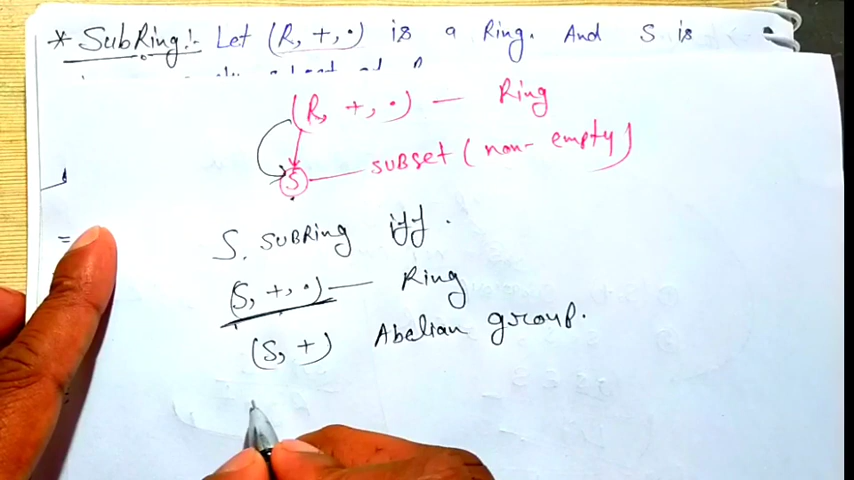 * SubRing:- Let (R, +, •) is a Ring. And S is
(R, +, •) — Ring
S — subset (non-empty)
S. SUBRing iff.
(S, +, •) — Ring
(S, +) Abelian group.
=